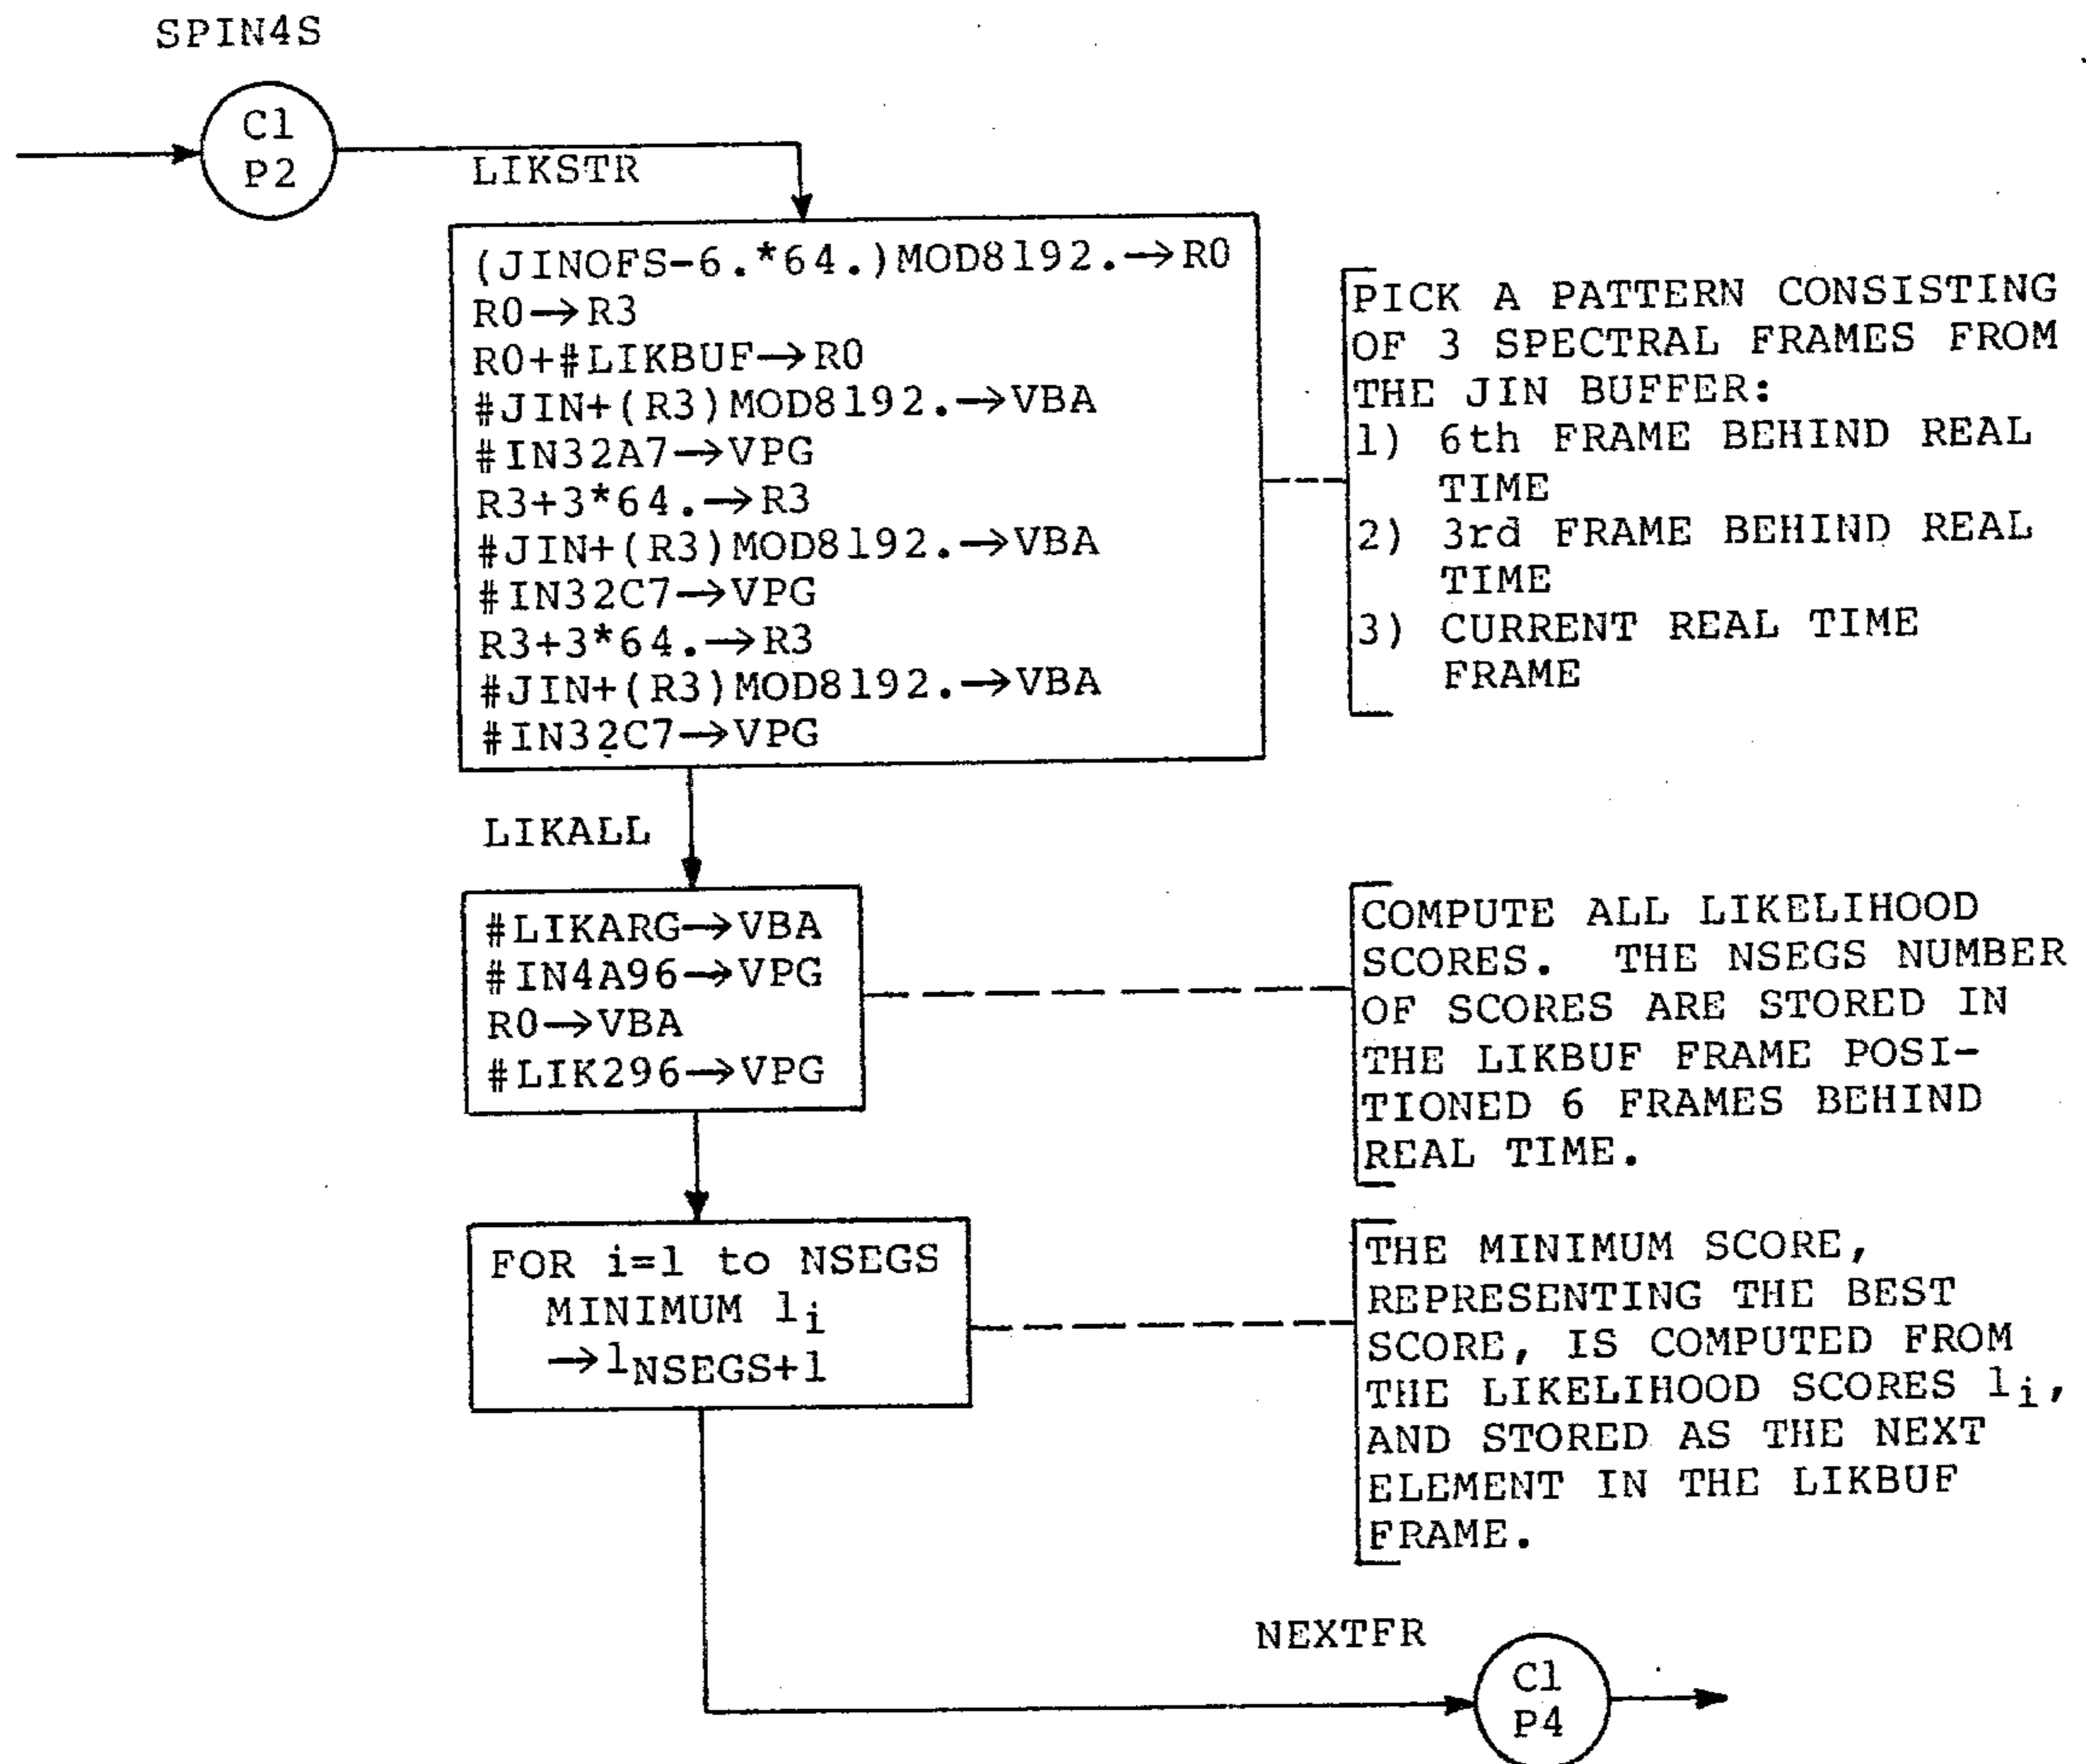 SPIN4S
C1
P2
LIKSTR
(JINOFS-6.*64.)MOD8192.→R0
R0→R3
R0+#LIKBUF→R0
#JIN+(R3)MOD8192.→VBA
#IN32A7→VPG
R3+3*64.→R3
#JIN+(R3)MOD8192.→VBA
#IN32C7→VPG
R3+3*64.→R3
#JIN+(R3)MOD8192.→VBA
#IN32C7→VPG
PICK A PATTERN CONSISTING
OF 3 SPECTRAL FRAMES FROM
THE JIN BUFFER:
1) 6th FRAME BEHIND REAL
TIME
2) 3rd FRAME BEHIND REAL
TIME
3) CURRENT REAL TIME
FRAME
LIKALL
#LIKARG→VBA
#IN4A96→VPG
R0→VBA
#LIK296→VPG
COMPUTE ALL LIKELIHOOD
SCORES. THE NSEGS NUMBER
OF SCORES ARE STORED IN
THE LIKBUF FRAME POSI-
TIONED 6 FRAMES BEHIND
REAL TIME.
FOR i=1 to NSEGS
MINIMUM li
→lNSEGS+1
THE MINIMUM SCORE,
REPRESENTING THE BEST
SCORE, IS COMPUTED FROM
THE LIKELIHOOD SCORES li,
AND STORED AS THE NEXT
ELEMENT IN THE LIKBUF
FRAME.
NEXTFR
C1
P4